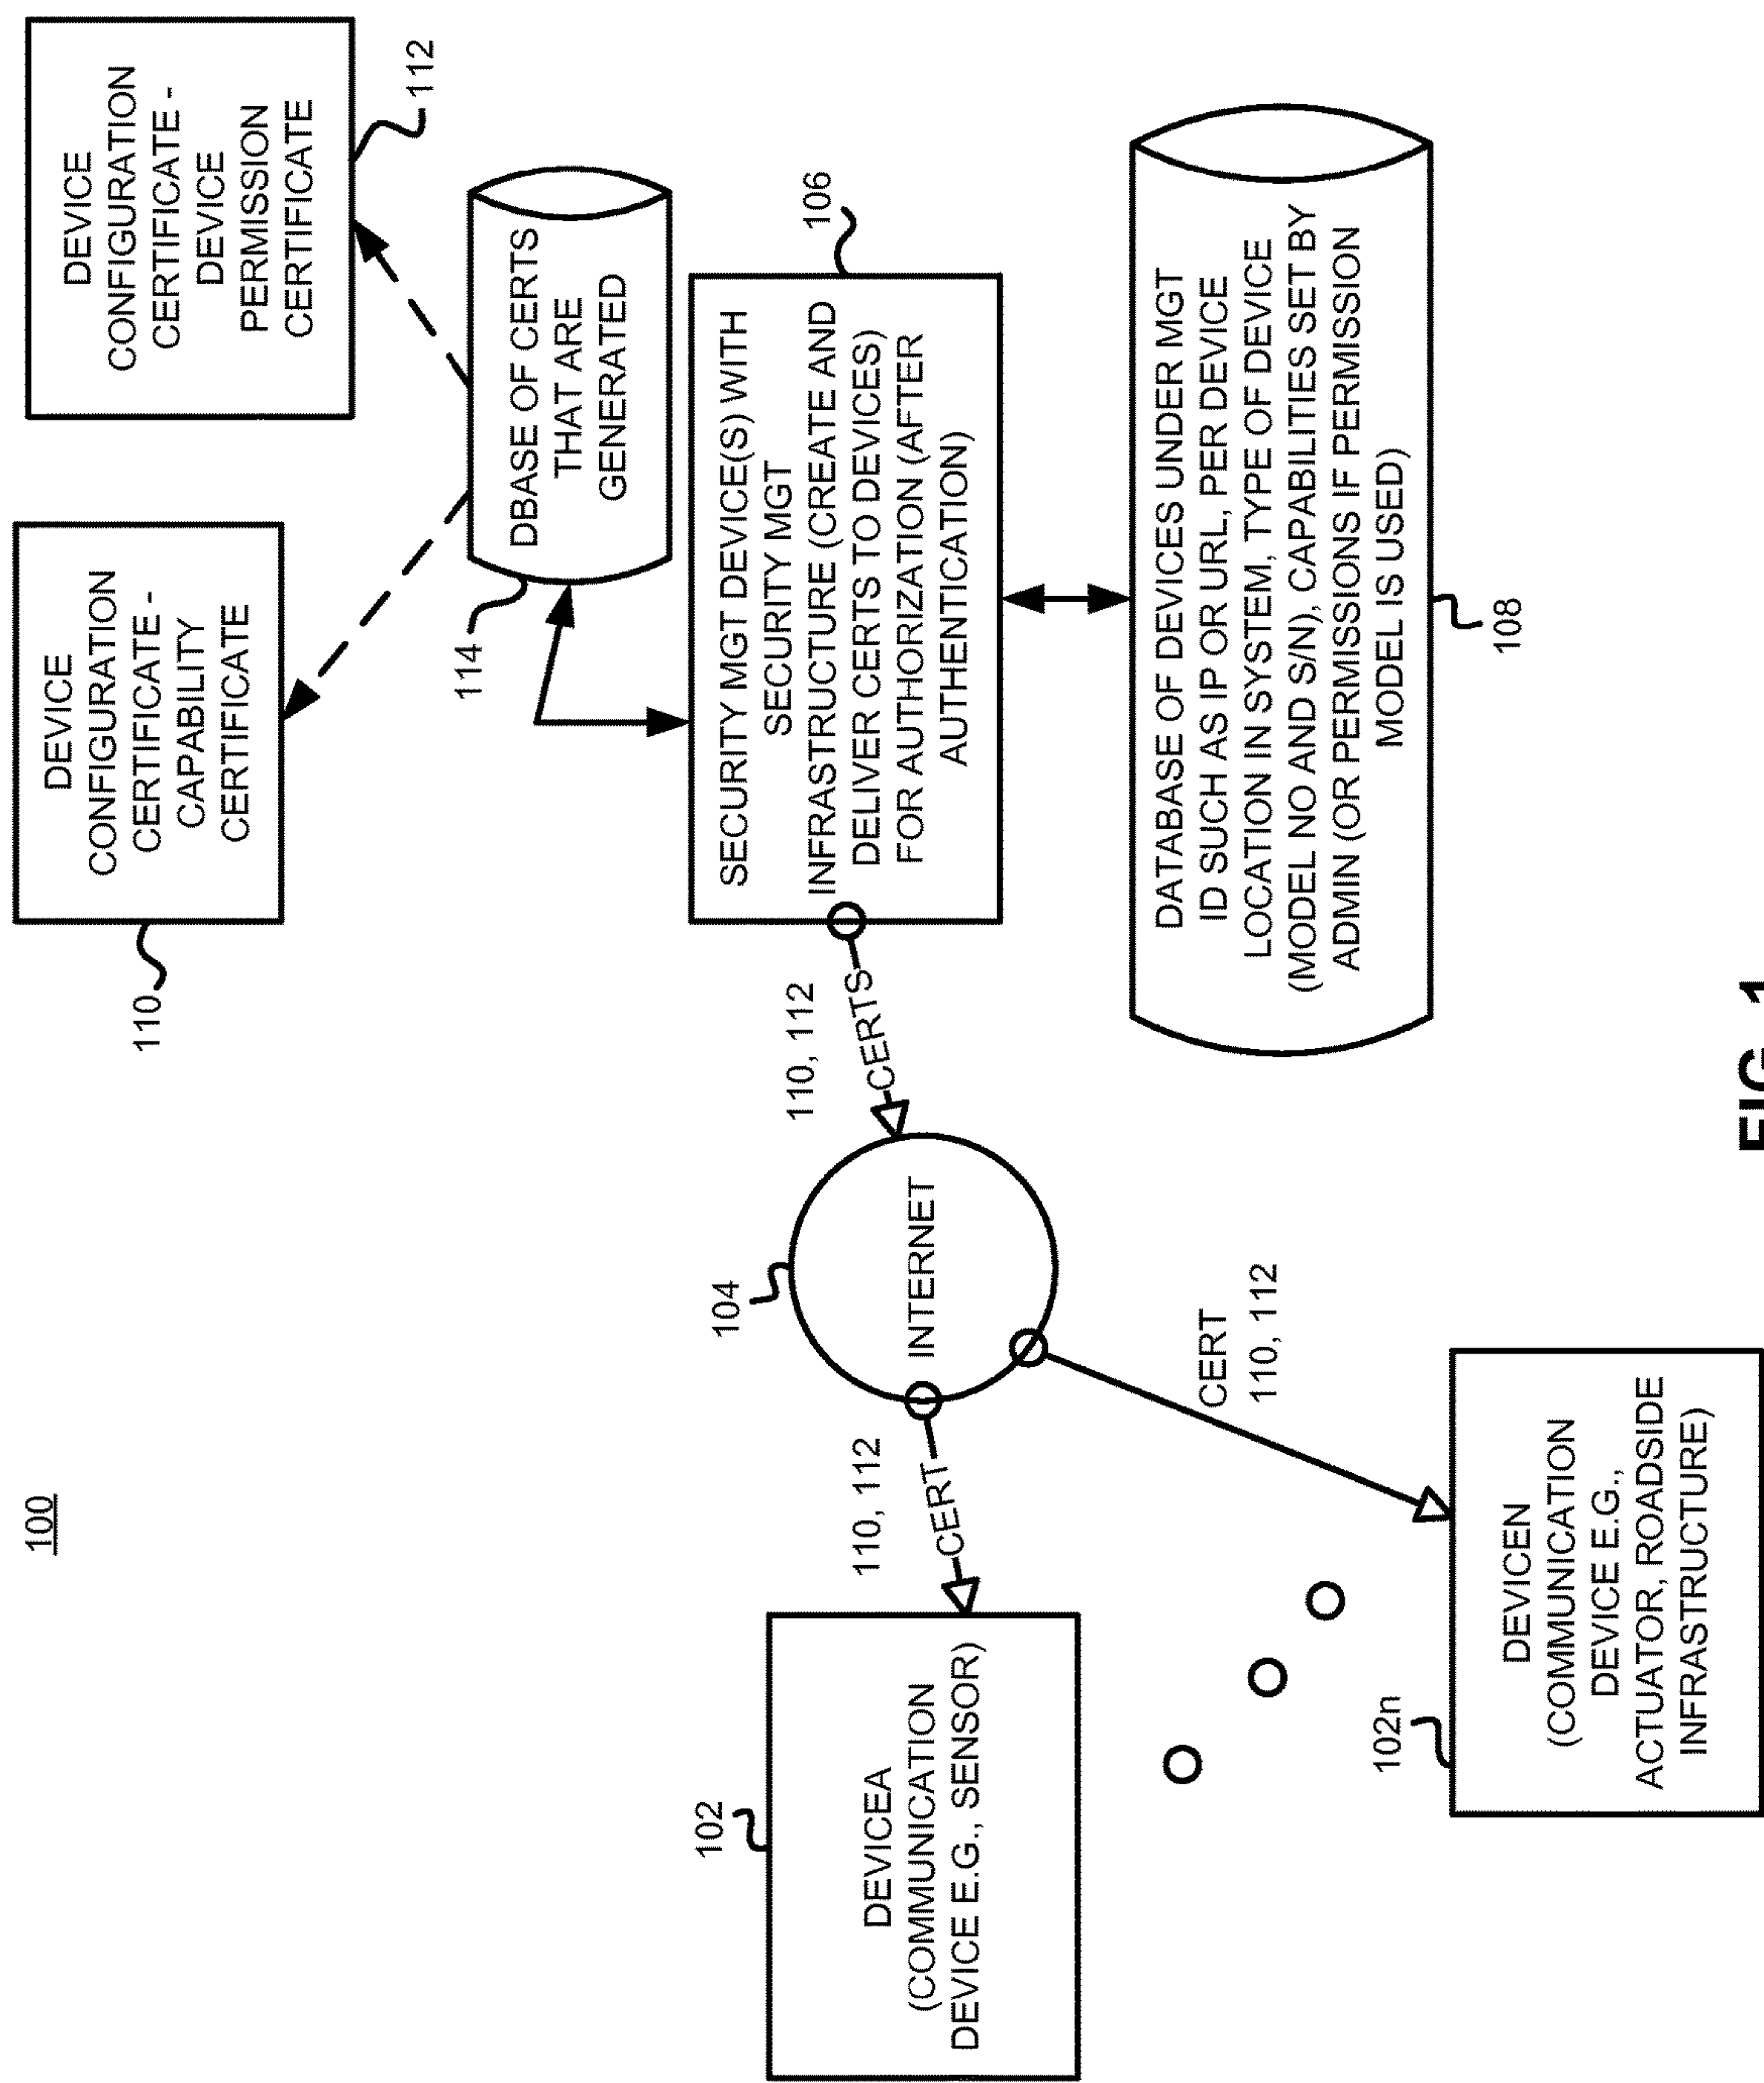 100
110
DEVICE
CONFIGURATION
CERTIFICATE -
CAPABILITY
CERTIFICATE
DEVICE
CONFIGURATION
CERTIFICATE -
DEVICE
PERMISSION
CERTIFICATE
112
114
DBASE OF CERTS
THAT ARE
GENERATED
102
DEVICEA
(COMMUNICATION
DEVICE E.G., SENSOR)
110, 112
CERT
104
INTERNET
110, 112
CERTS
106
SECURITY MGT DEVICE(S) WITH
SECURITY MGT
INFRASTRUCTURE (CREATE AND
DELIVER CERTS TO DEVICES)
FOR AUTHORIZATION (AFTER
AUTHENTICATION)
CERT
110, 112
102n
DEVICEN
(COMMUNICATION
DEVICE E.G.,
ACTUATOR, ROADSIDE
INFRASTRUCTURE)
DATABASE OF DEVICES UNDER MGT
ID SUCH AS IP OR URL, PER DEVICE
LOCATION IN SYSTEM, TYPE OF DEVICE
(MODEL NO AND S/N), CAPABILITIES SET BY
ADMIN (OR PERMISSIONS IF PERMISSION
MODEL IS USED)
108
FIG. 1